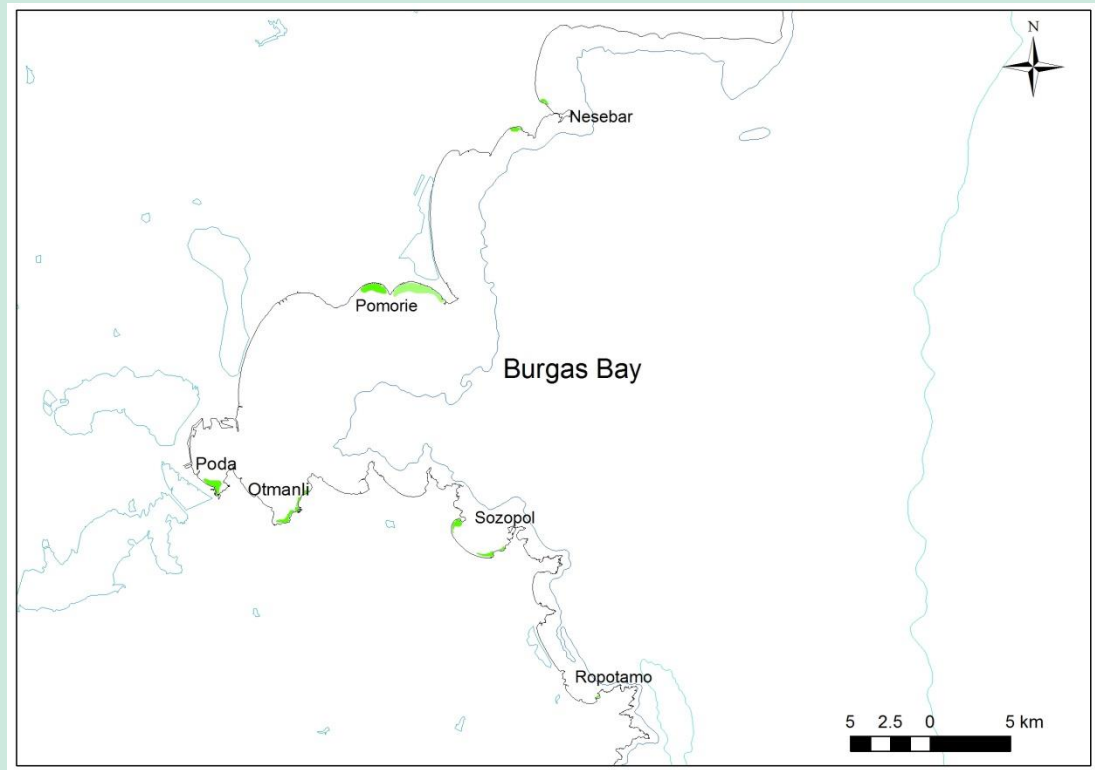 N
Nesebar
Pomorie
Burgas Bay
Poda
Otmanli
Sozopol
Ropotamo
5 2.5 0 5 km